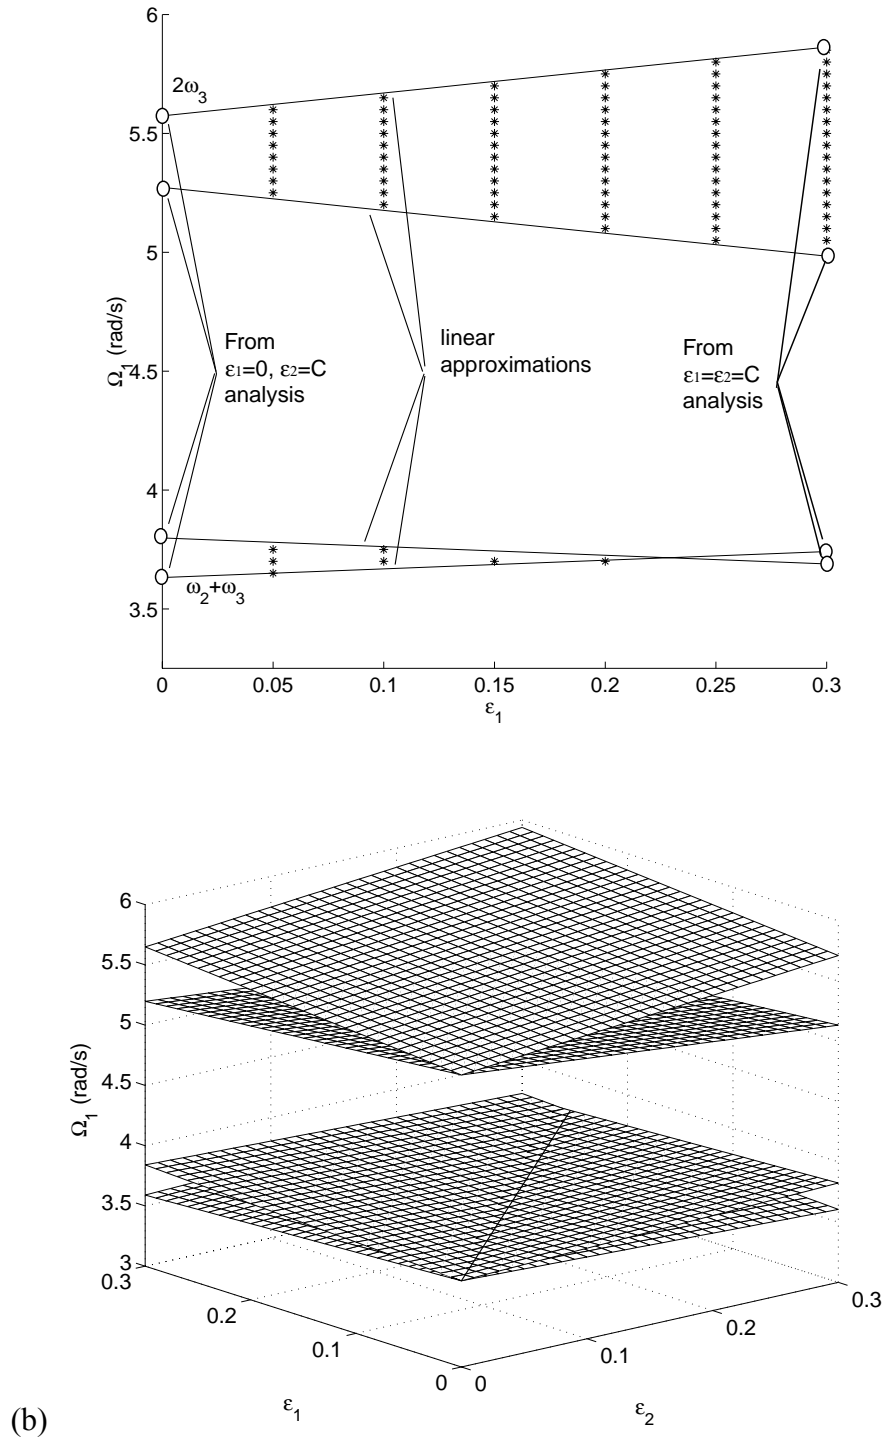 6
2ω3
5.5
5
Ω1 (rad/s)
From
ε1=0, ε2=C
analysis
linear
approximations
From
ε1=ε2=C
analysis
4.5
4
ω2+ω3
3.5
0 0.05 0.1 0.15 0.2 0.25 0.3
ε1
6
5.5
5
4.5
4
3.5
3
Ω1 (rad/s)
0.3
0.2
0.1
0
ε1
0
0.1
0.2
0.3
ε2
(b)